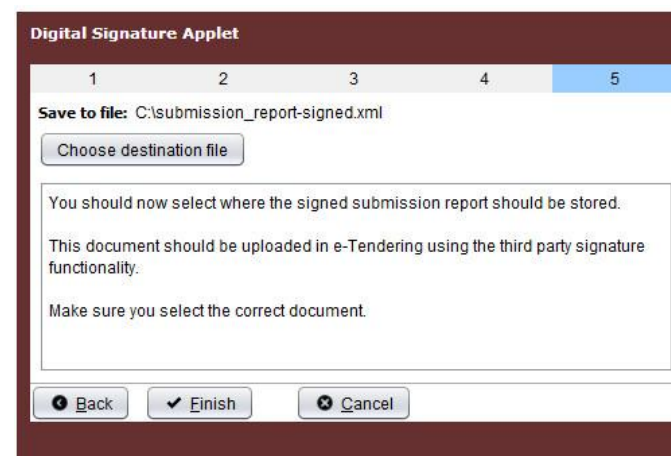 Digital Signature Applet
1 2 3 4 5
Save to file: C:\submission_report-signed.xml
Choose destination file
You should now select where the signed submission report should be stored.
This document should be uploaded in e-Tendering using the third party signature
functionality.
Make sure you select the correct document.
Back Finish Cancel